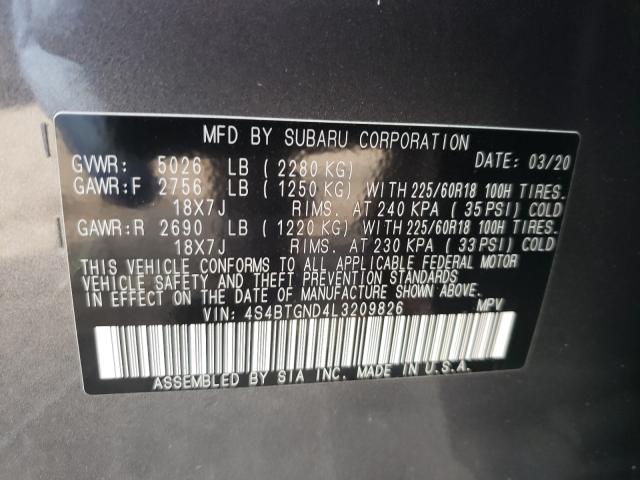 MFD BY SUBARU CORPORATION
GVWR: 5026 LB ( 2280 KG) DATE: 03/20
GAWR:F 2756 LB ( 1250 KG) WITH 225/60R18 100H TIRES.
18X7J RIMS. AT 240 KPA ( 35 PSI) COLD
GAWR:R 2690 LB ( 1220 KG) WITH 225/60R18 100H TIRES.
18X7J RIMS. AT 230 KPA ( 33 PSI) COLD
THIS VEHICLE CONFORMS TO ALL APPLICABLE FEDERAL MOTOR
VEHICLE SAFETY AND THEFT PREVENTION STANDARDS
IN EFFECT ON THE DATE OF MANUFACTURE SHOWN ABOVE.
VIN: 4S4BTGND4L3209826 MPV
ASSEMBLED BY SIA INC. MADE IN U.S.A.